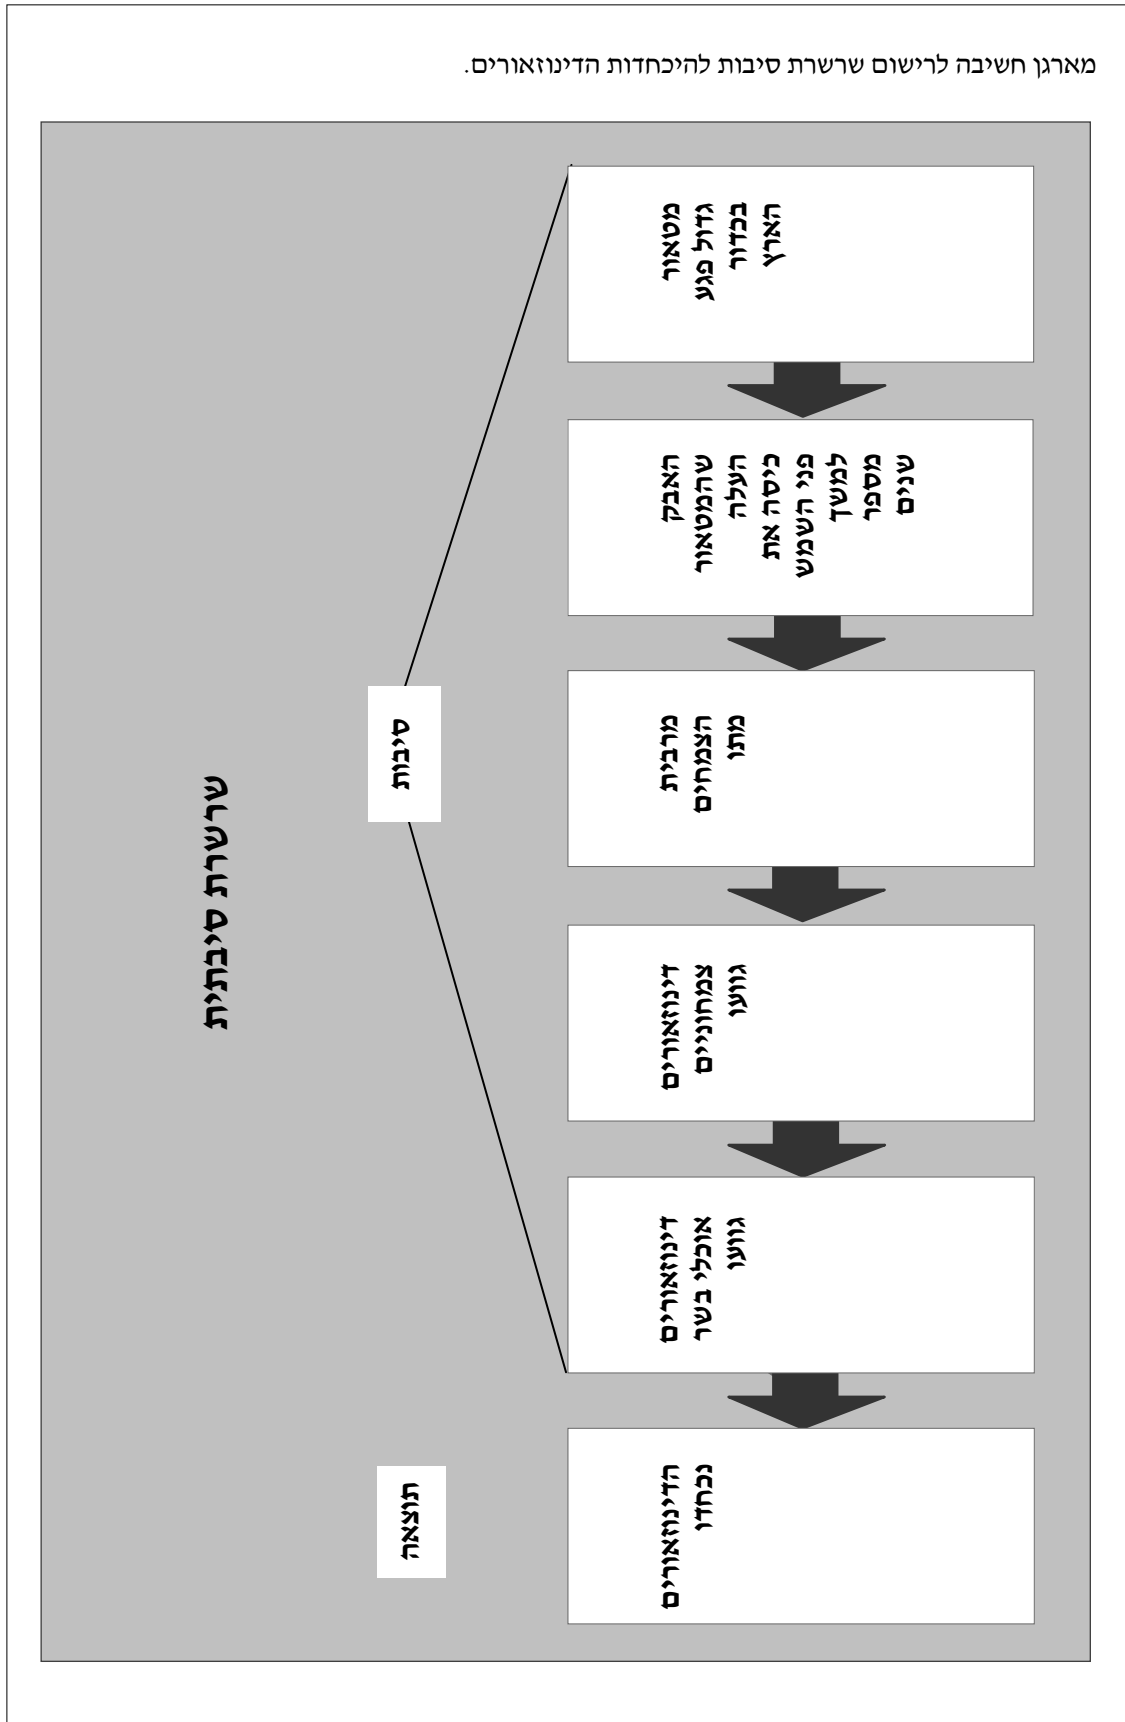 מארגן חשיבה לרישום שרשרת סיבות להיכחדות הדינוזאורים.
שרשרת סיבתית
סיבות
מטאור
גדול פגע
בכדור
הארץ
האבק
שהמטאור
העלה
כיסה את
פני השמש
למשך
מספר
שנים
מרבית
הצמחים
מתו
דינוזאורים
צמחוניים
גוועו
דינוזאורים
אוכלי בשר
גוועו
תוצאה
הדינוזאורים
נכחדו